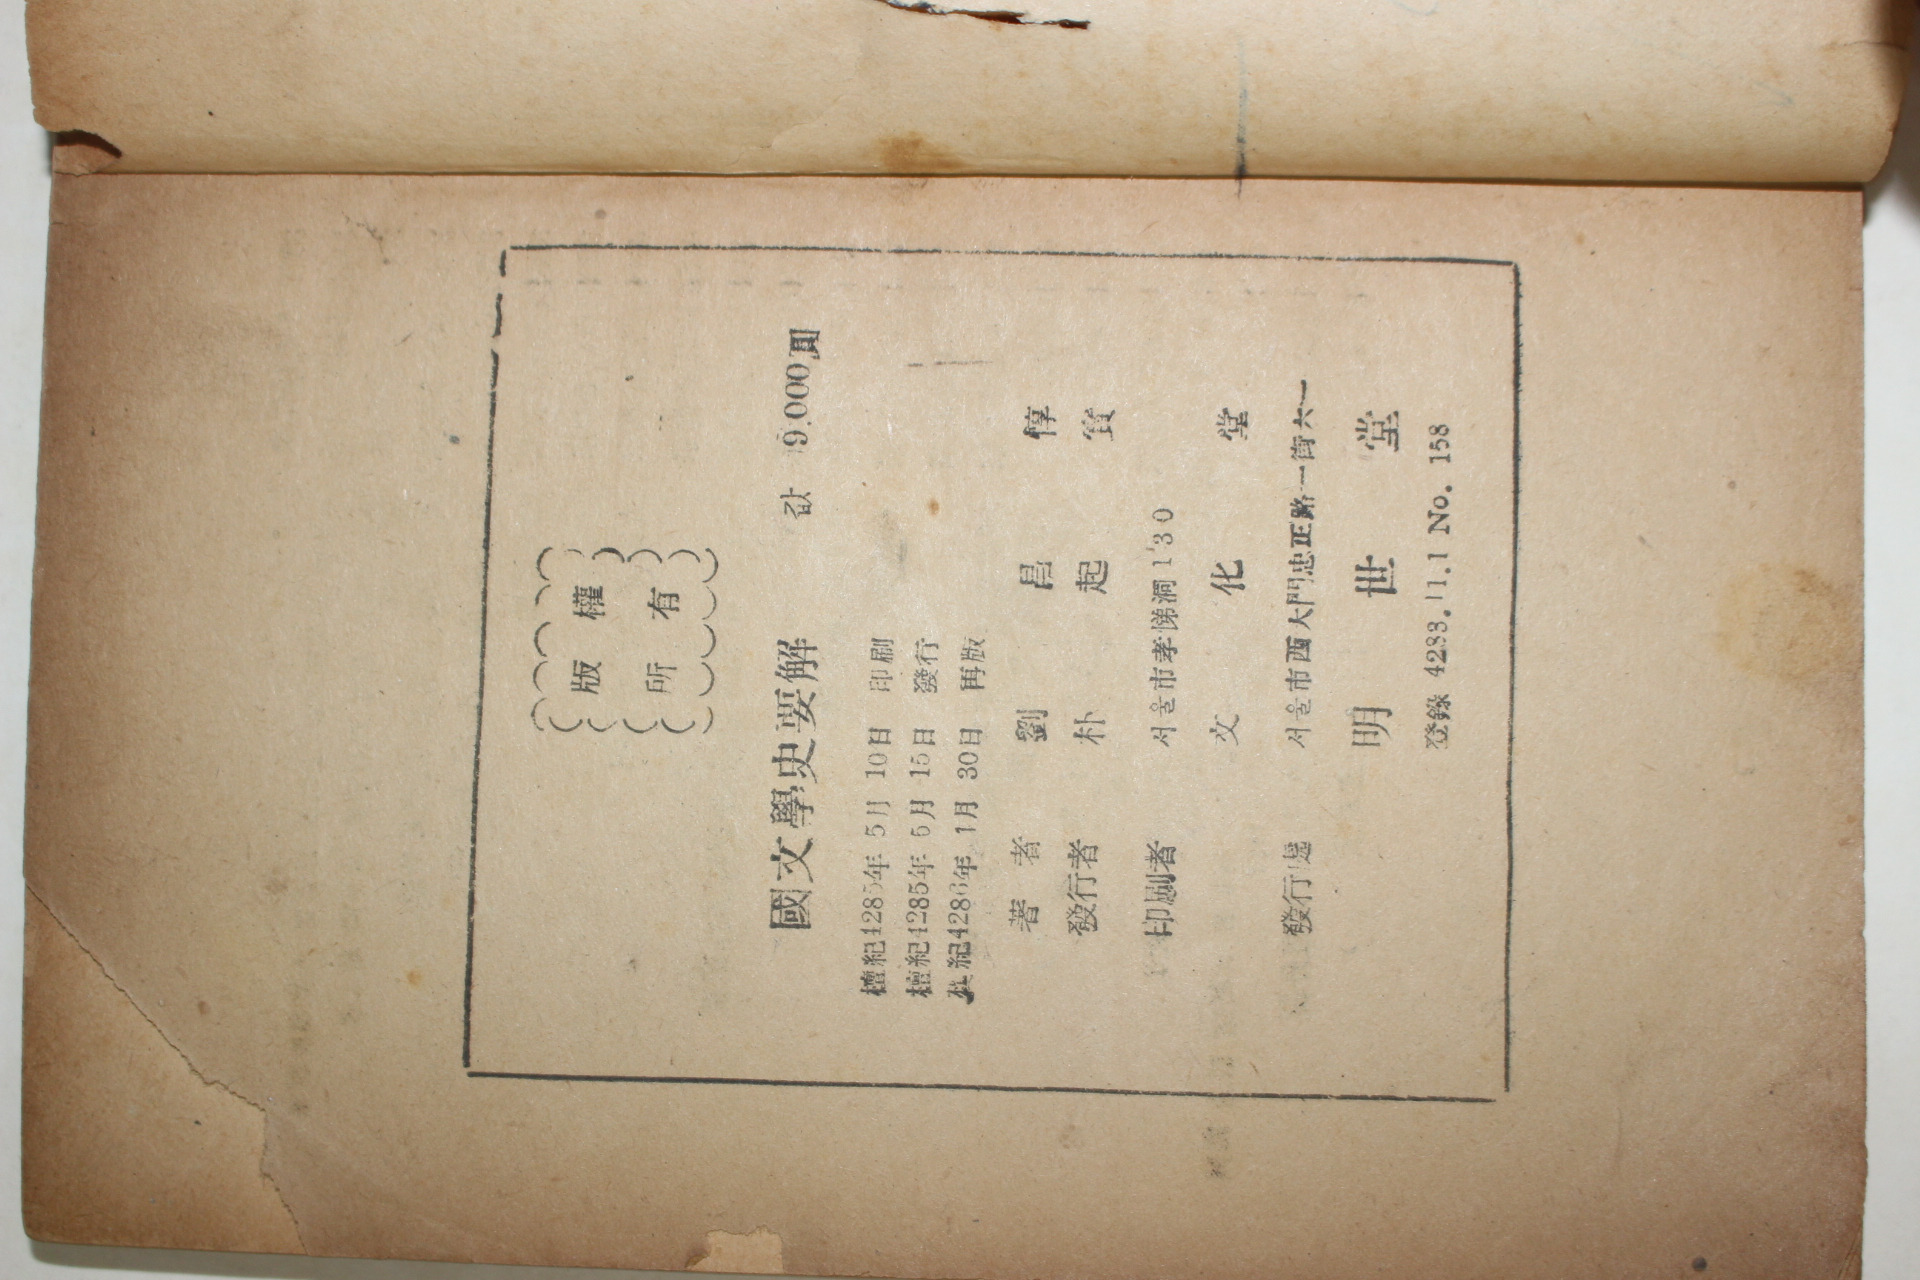 版權
所有
國文學史要解 값 9.000圓
檀紀4285年 5月 10日 印刷
檀紀4285年 5月 15日 發行
檀紀4286年 1月 30日 再版
著者 劉昌惇
發行者 朴起
印刷者 서울市孝悌洞130
文化堂
發行 서울市西大門忠正路一街六一
明世堂
登錄 4283.11.1 No. 158